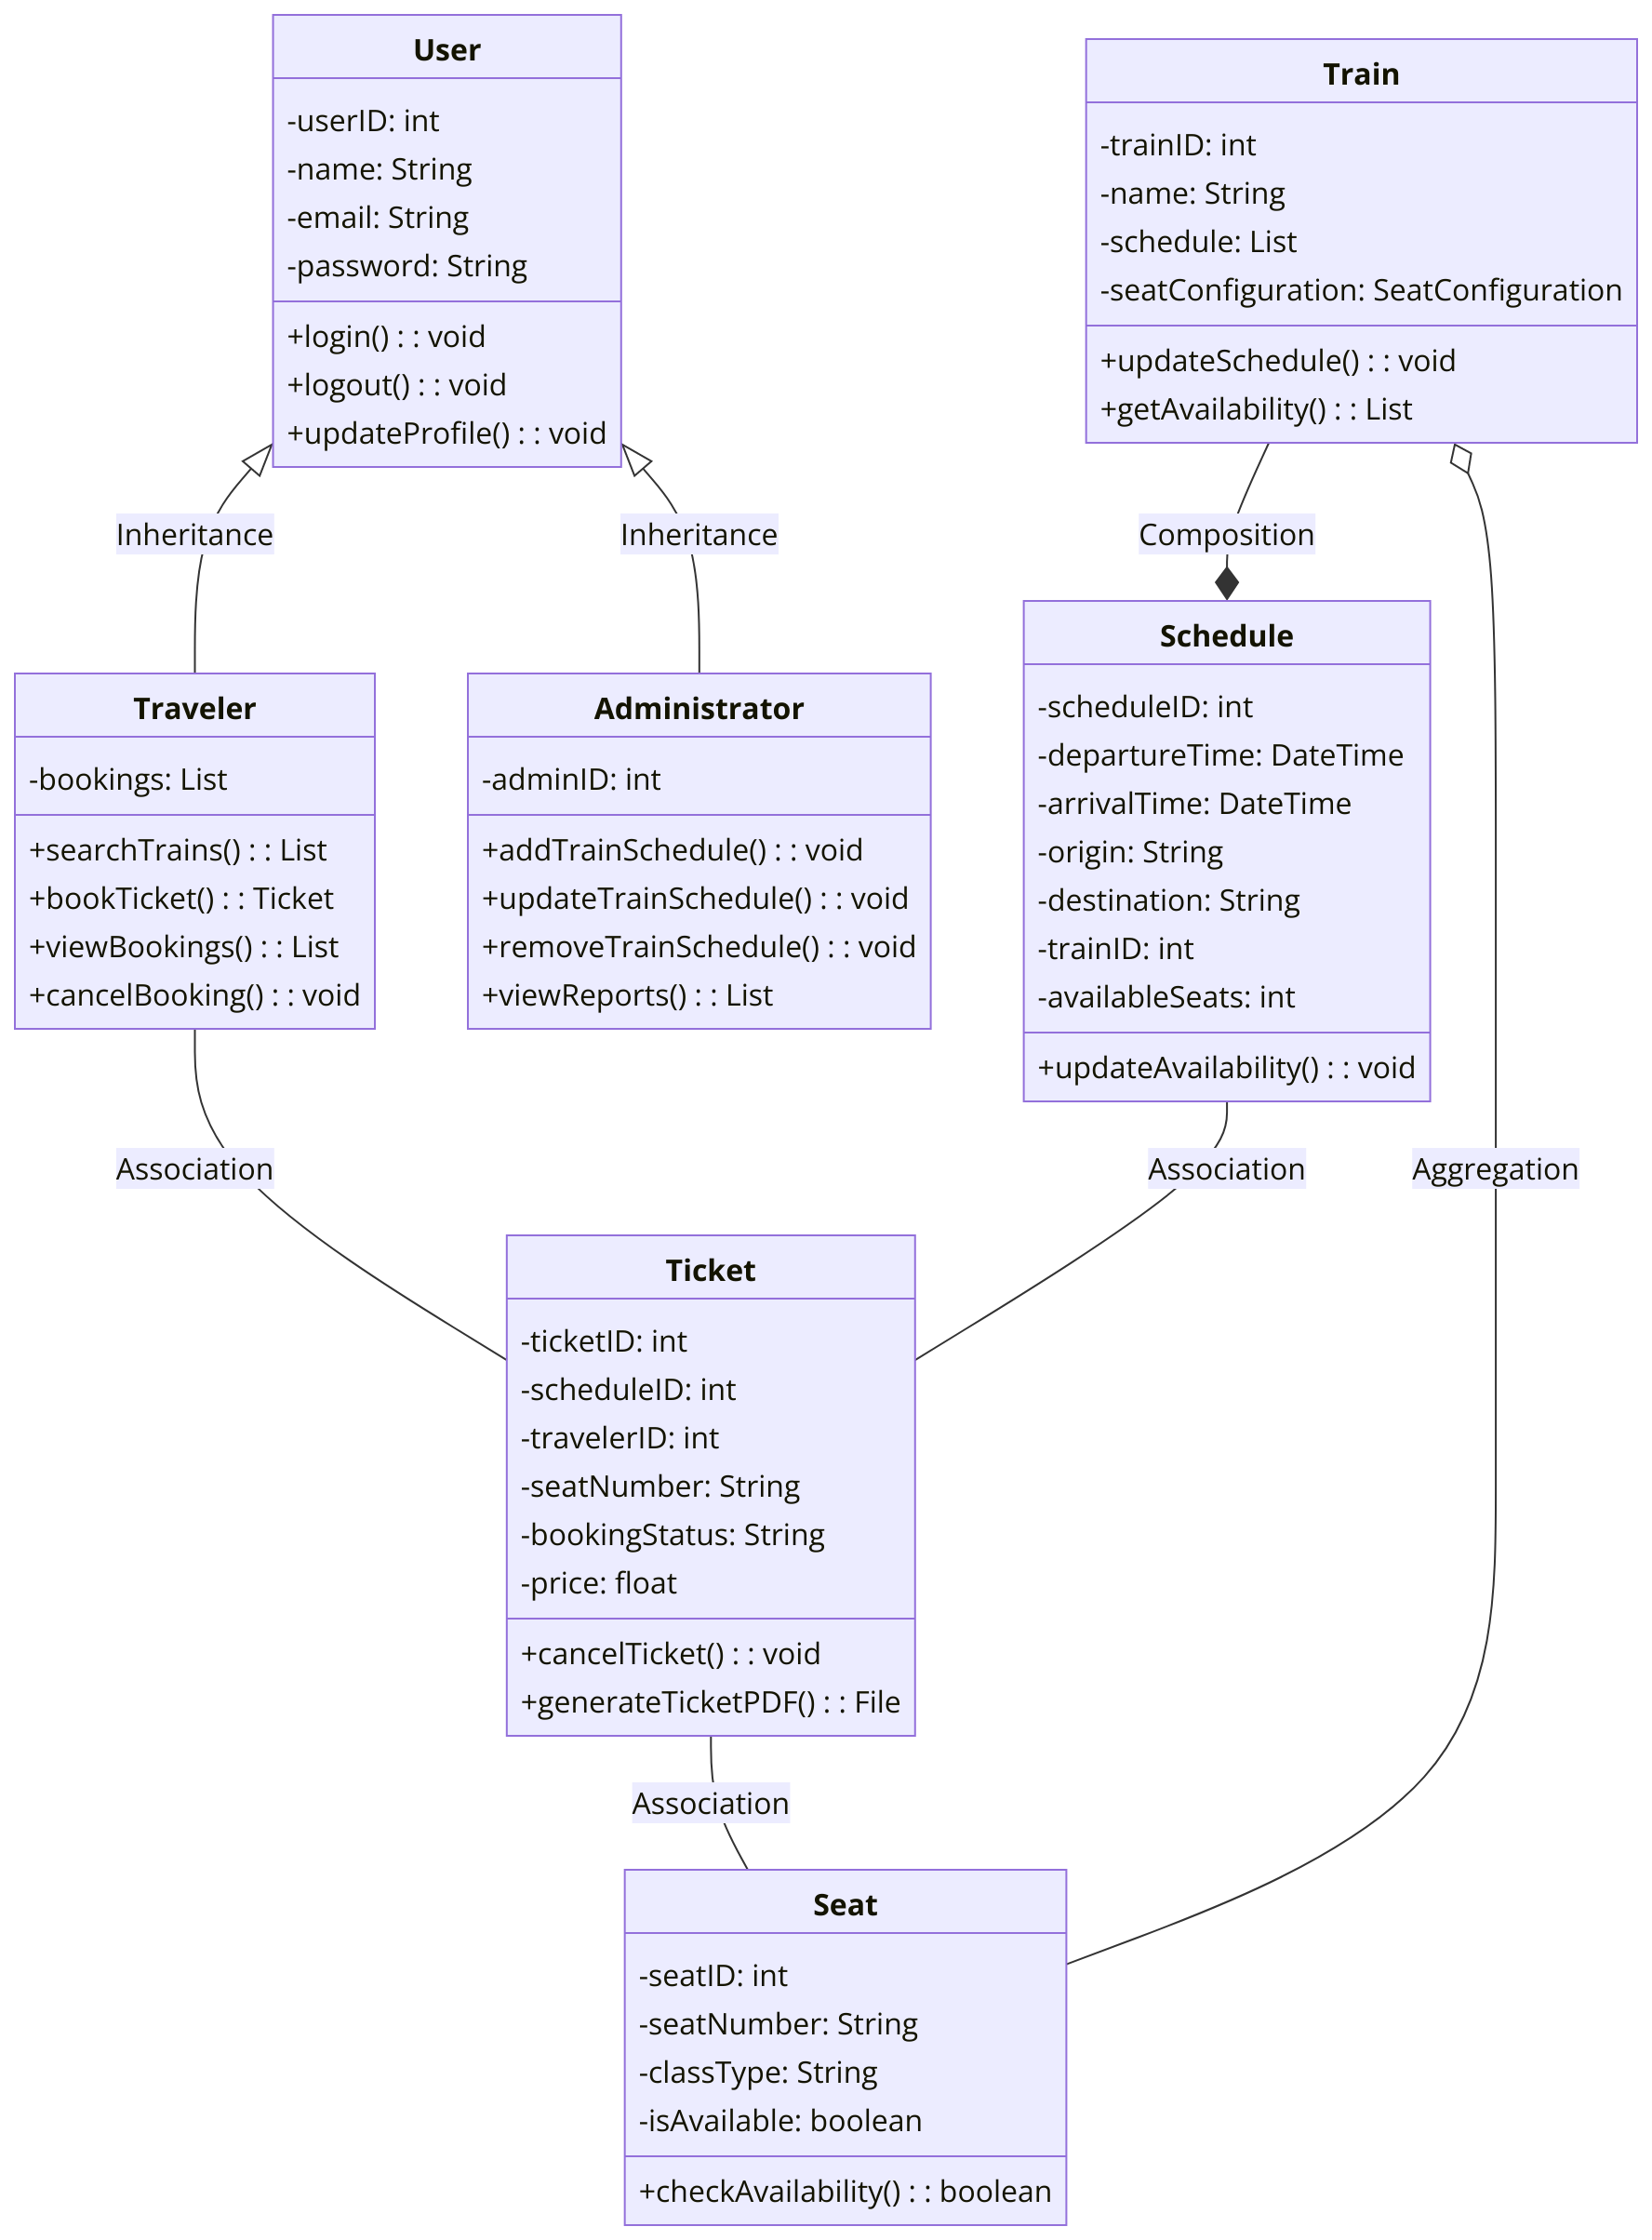 User
-userID: int
-name: String
-email: String
-password: String
+login() : : void
+logout() : : void
+updateProfile() : : void
Train
-trainID: int
-name: String
-schedule: List
-seatConfiguration: SeatConfiguration
+updateSchedule() : : void
+getAvailability() : : List
Inheritance
Inheritance
Composition
Traveler
-bookings: List
+searchTrains() : : List
+bookTicket() : : Ticket
+viewBookings() : : List
+cancelBooking() : : void
Administrator
-adminID: int
+addTrainSchedule() : : void
+updateTrainSchedule() : : void
+removeTrainSchedule() : : void
+viewReports() : : List
Schedule
-scheduleID: int
-departureTime: DateTime
-arrivalTime: DateTime
-origin: String
-destination: String
-trainID: int
-availableSeats: int
+updateAvailability() : : void
Association
Association
Aggregation
Ticket
-ticketID: int
-scheduleID: int
-travelerID: int
-seatNumber: String
-bookingStatus: String
-price: float
+cancelTicket() : : void
+generateTicketPDF() : : File
Association
Seat
-seatID: int
-seatNumber: String
-classType: String
-isAvailable: boolean
+checkAvailability() : : boolean